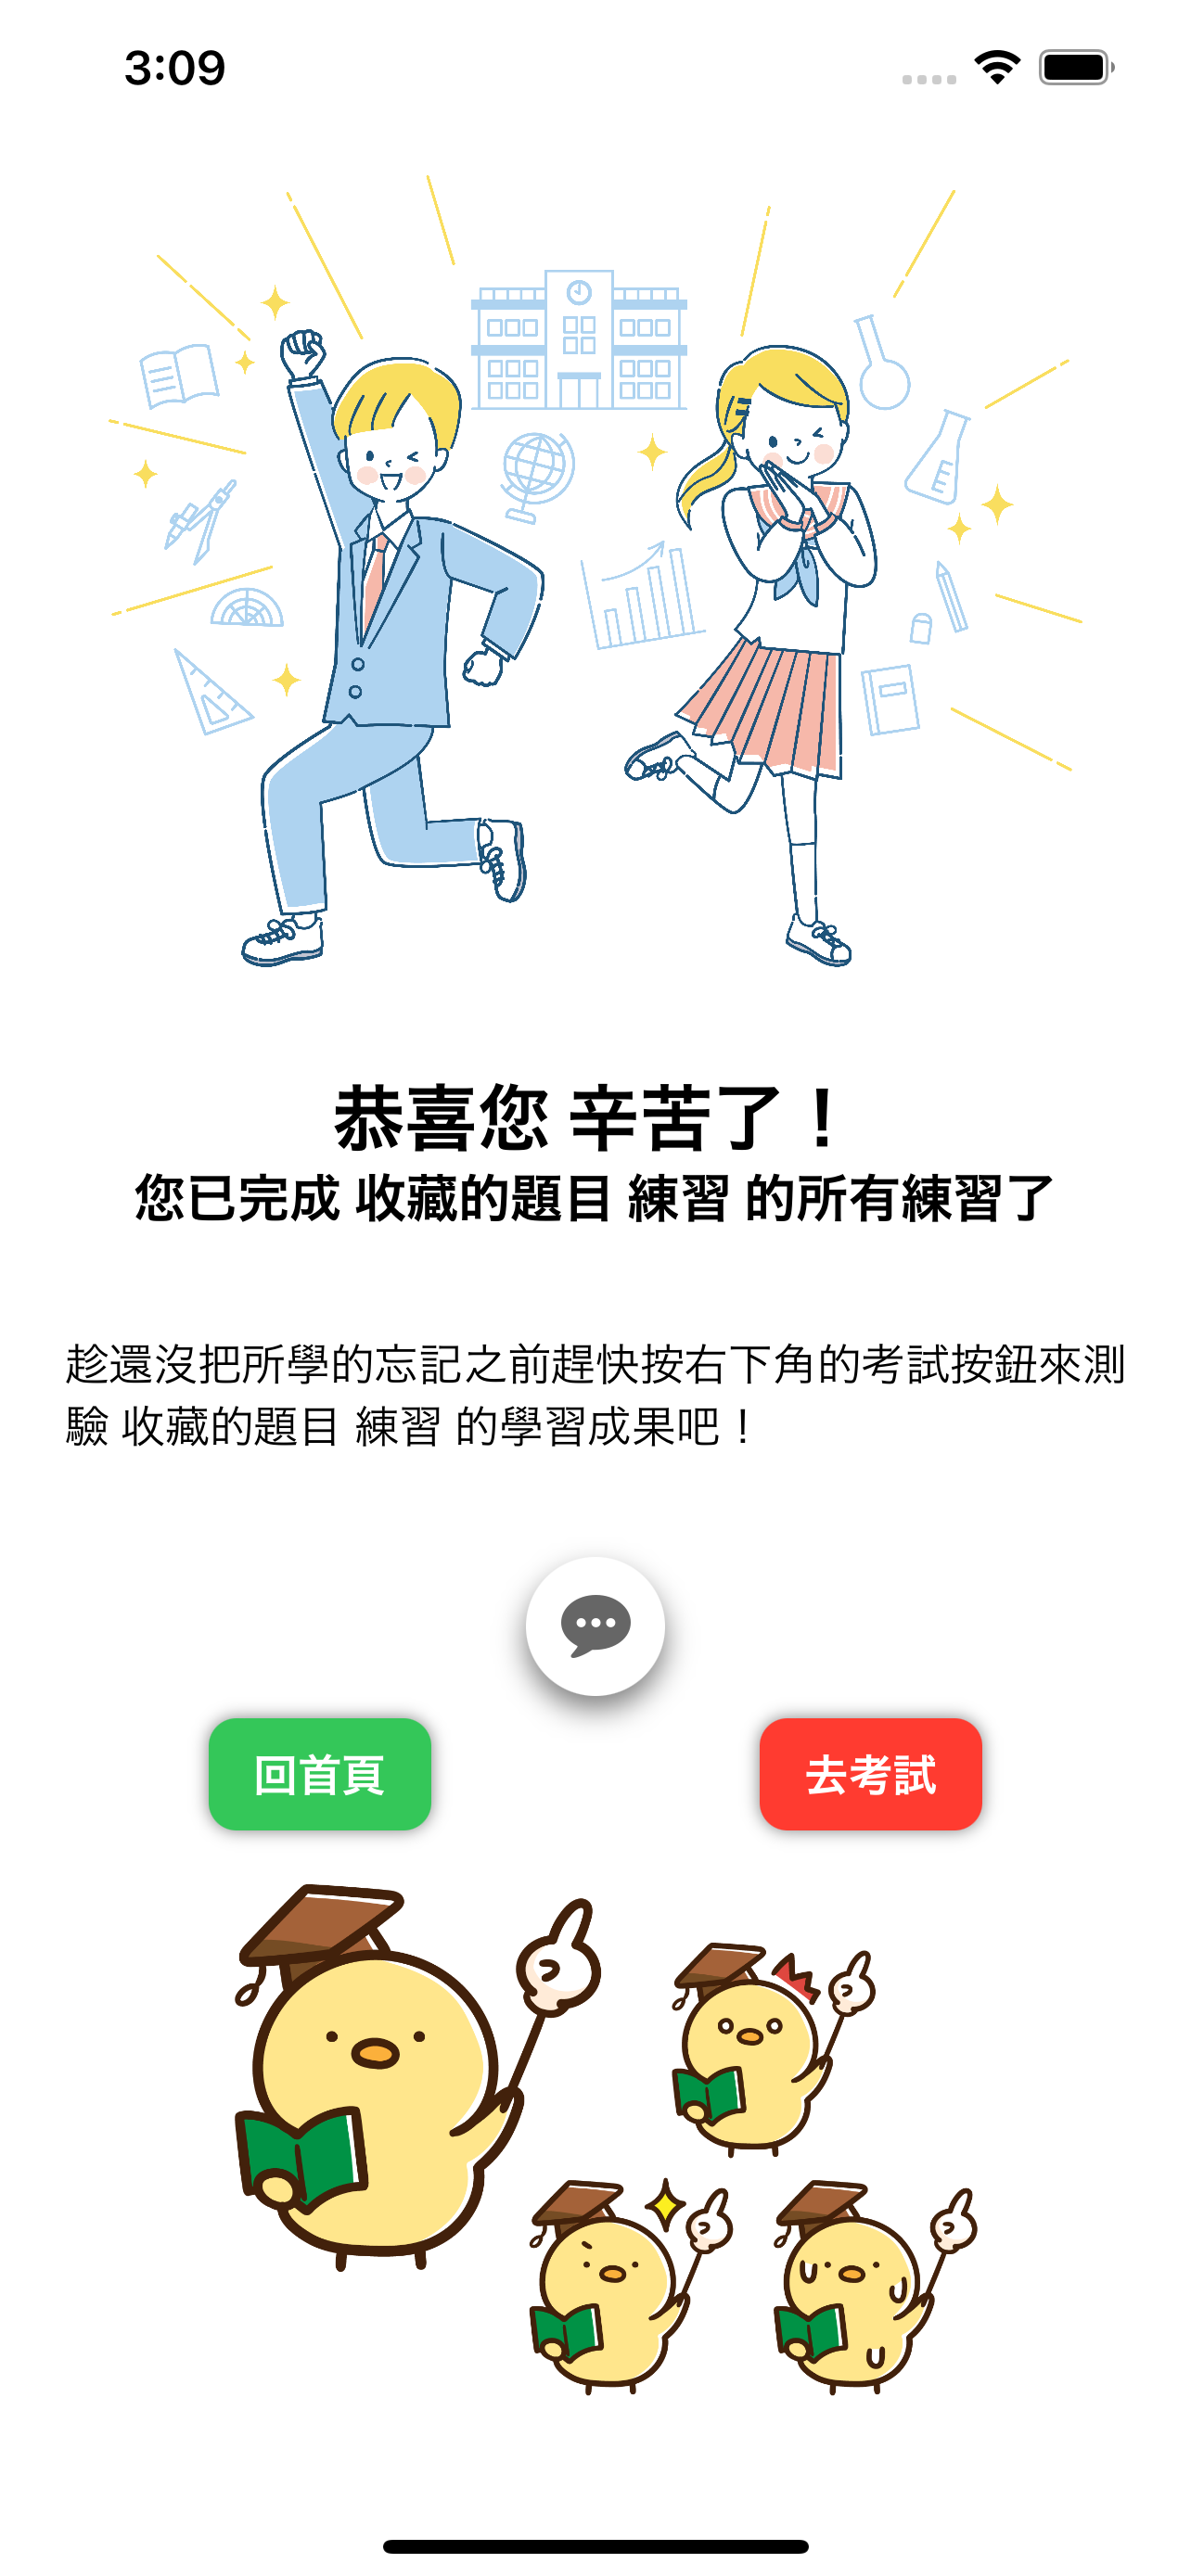 3:09
恭喜您 辛苦了！
您已完成 收藏的題目 練習 的所有練習了
趁還沒把所學的忘記之前趕快按右下角的考試按鈕來測
驗 收藏的題目 練習 的學習成果吧！
回首頁
去考試